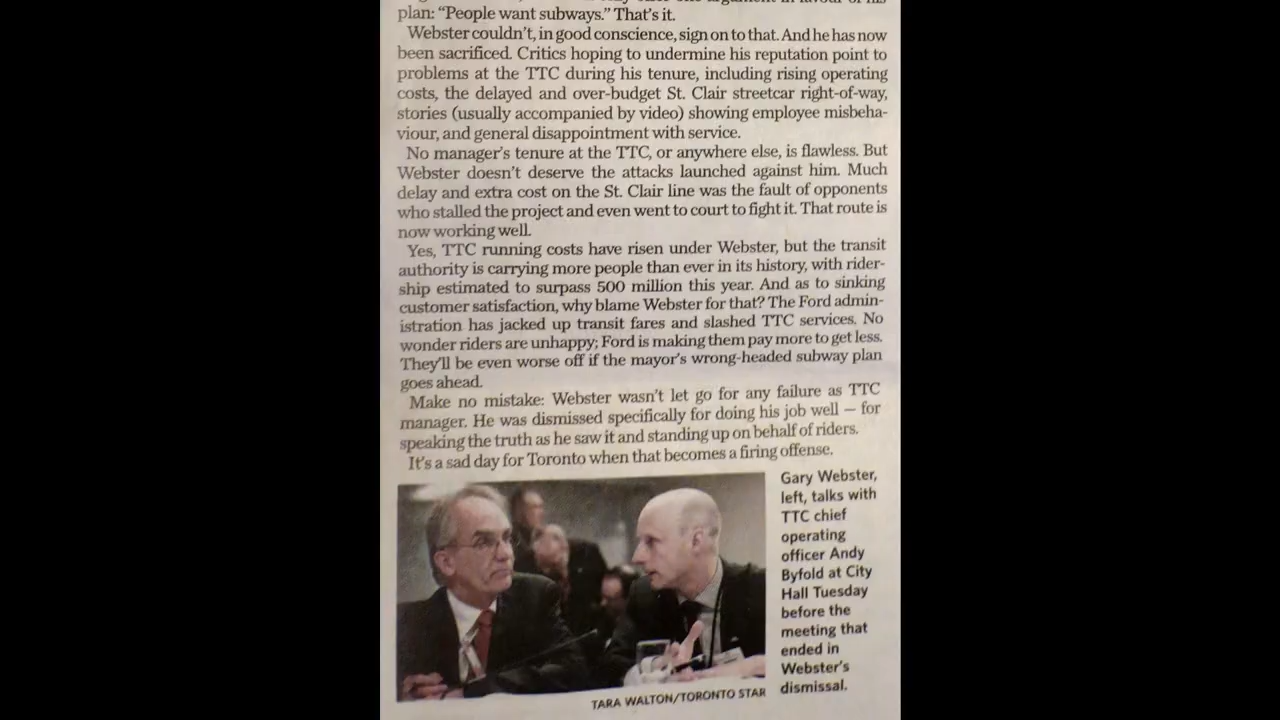 plan: “People want subways.” That’s it.
Webster couldn’t, in good conscience, sign on to that. And he has now
been sacrificed. Critics hoping to undermine his reputation point to
problems at the TTC during his tenure, including rising operating
costs, the delayed and over-budget St. Clair streetcar right-of-way,
stories (usually accompanied by video) showing employee misbeha-
viour, and general disappointment with service.
No manager’s tenure at the TTC, or anywhere else, is flawless. But
Webster doesn’t deserve the attacks launched against him. Much
delay and extra cost on the St. Clair line was the fault of opponents
who stalled the project and even went to court to fight it. That route is
now working well.
Yes, TTC running costs have risen under Webster, but the transit
authority is carrying more people than ever in its history, with rider-
ship estimated to surpass 500 million this year. And as to sinking
customer satisfaction, why blame Webster for that? The Ford admin-
istration has jacked up transit fares and slashed TTC services. No
wonder riders are unhappy; Ford is making them pay more to get less.
They’ll be even worse off if the mayor’s wrong-headed subway plan
goes ahead.
Make no mistake: Webster wasn’t let go for any failure as TTC
manager. He was dismissed specifically for doing his job well — for
speaking the truth as he saw it and standing up on behalf of riders.
It’s a sad day for Toronto when that becomes a firing offense.
Gary Webster,
left, talks with
TTC chief
operating
officer Andy
Byfold at City
Hall Tuesday
before the
meeting that
ended in
Webster’s
dismissal.
TARA WALTON/TORONTO STAR